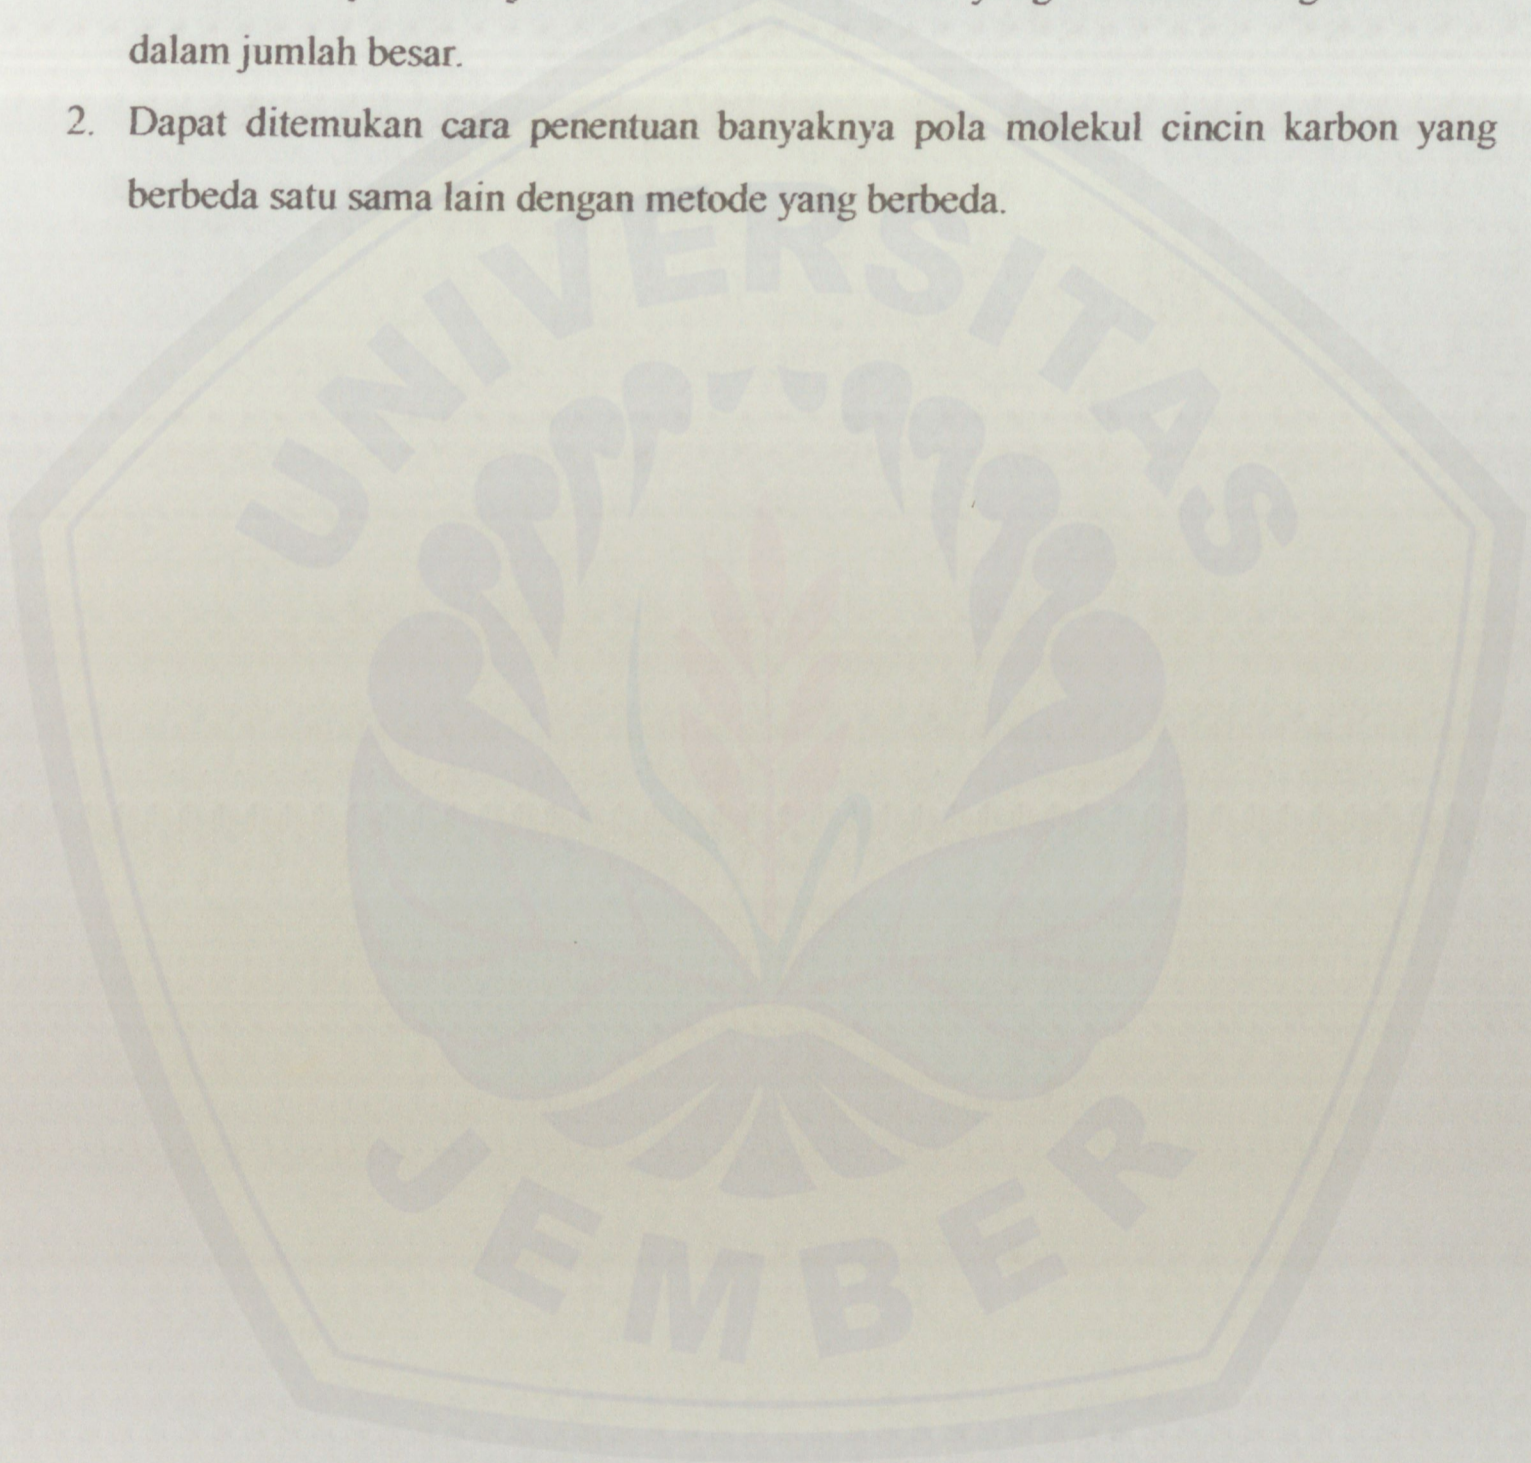 dalam jumlah besar.
2. Dapat ditemukan cara penentuan banyaknya pola molekul cincin karbon yang
berbeda satu sama lain dengan metode yang berbeda.
UNIVERSITAS
JEMBER